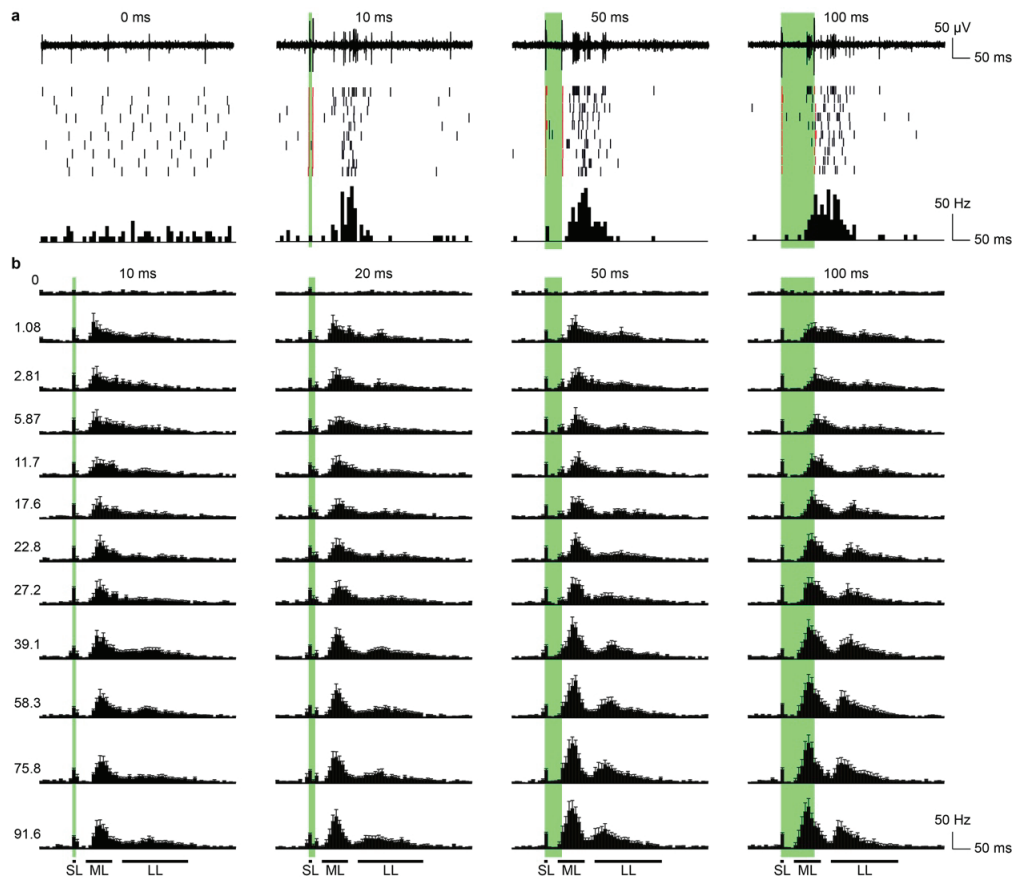 a
0 ms
10 ms
50 ms
100 ms
50 µV
50 ms
50 Hz
50 ms
b
10 ms
20 ms
50 ms
100 ms
0
1.08
2.81
5.87
11.7
17.6
22.8
27.2
39.1
58.3
75.8
91.6
50 Hz
50 ms
SL ML LL SL ML LL SL ML LL SL ML LL